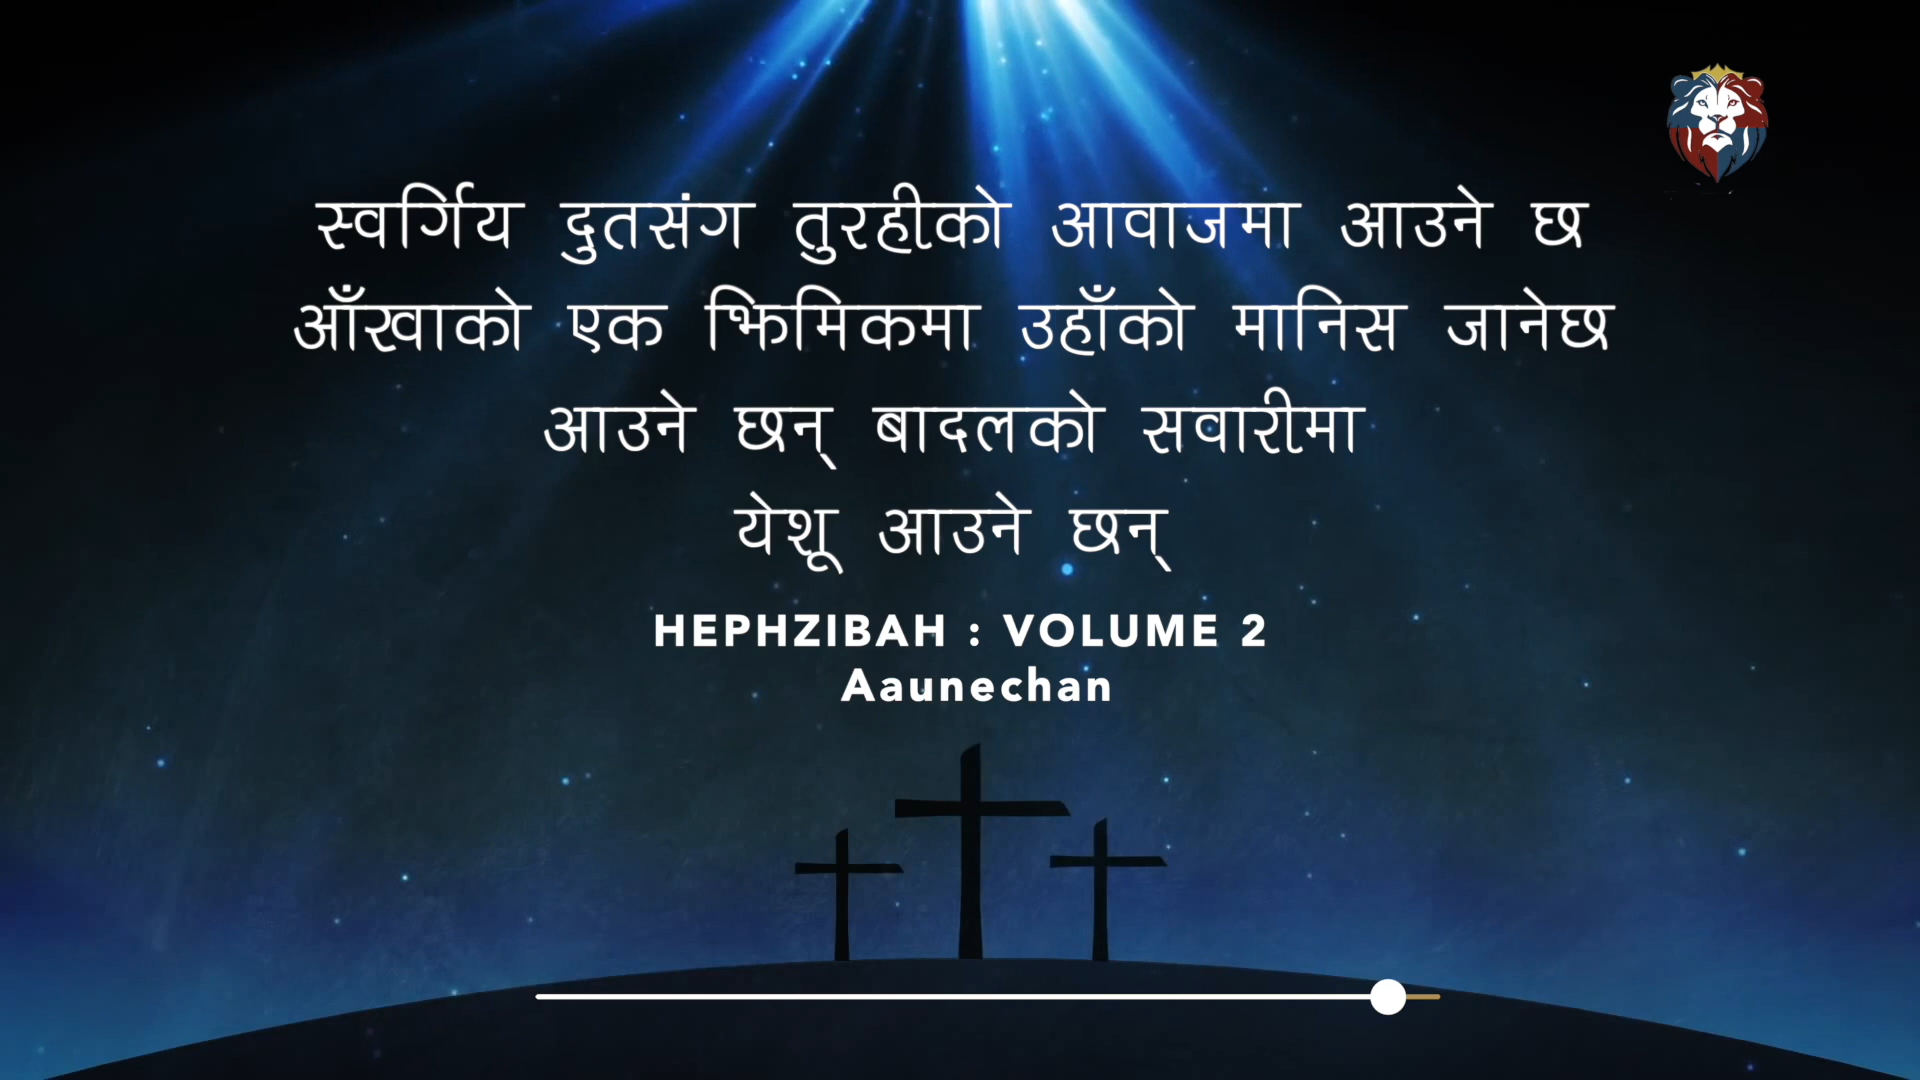 स्वर्गिय दुतसंग तुरहीको आवाजमा आउने छ
आँखाको एक झिमिकमा उहाँको मानिस जानेछ
आउने छन् बादलको सवारीमा
येशू आउने छन्
HEPHZIBAH : VOLUME 2
Aaunechan